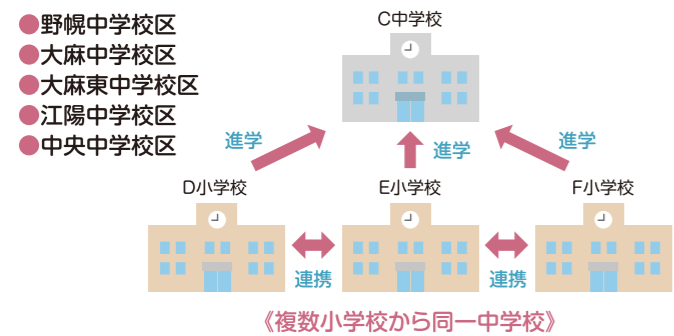 ●野幌中学校区
●大麻中学校区
●大麻東中学校区
●江陽中学校区
●中央中学校区
C中学校
進学
進学
進学
D小学校
E小学校
F小学校
連携
連携
《複数小学校から同一中学校》